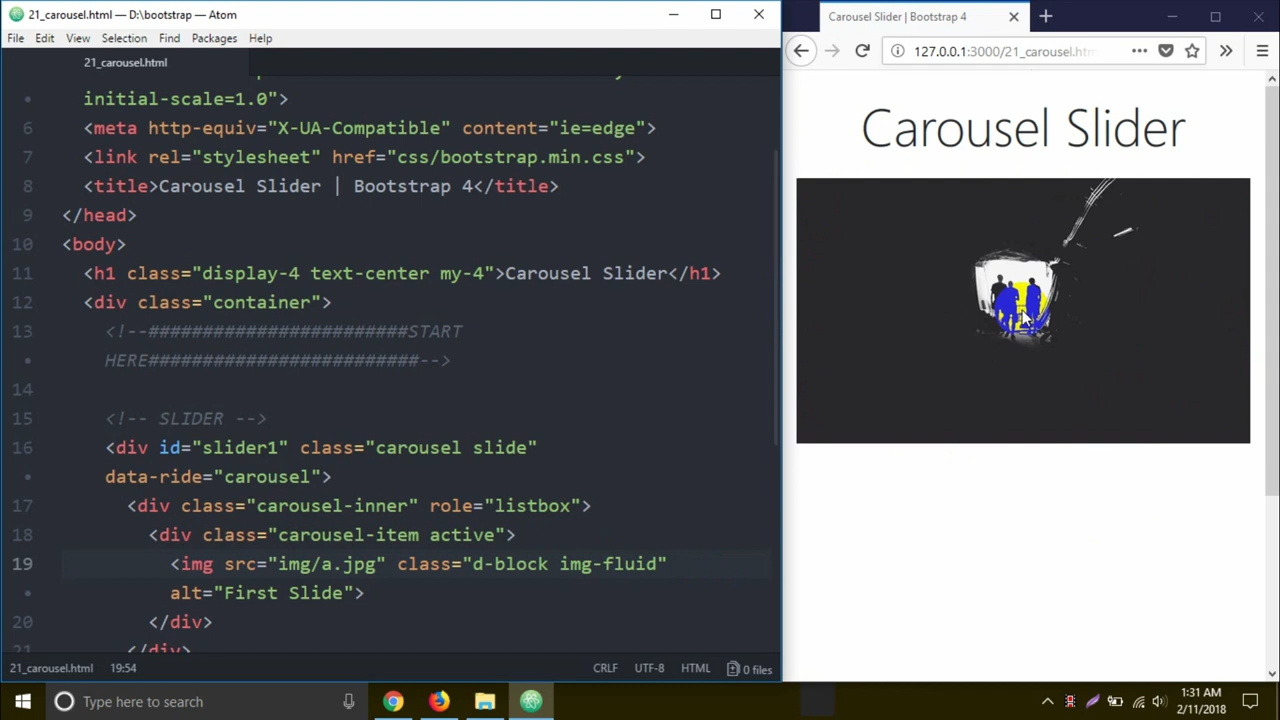 21_carousel.html — D:\bootstrap — Atom
File Edit View Selection Find Packages Help
21_carousel.html
initial-scale=1.0">
6 <meta http-equiv="X-UA-Compatible" content="ie=edge">
7 <link rel="stylesheet" href="css/bootstrap.min.css">
8 <title>Carousel Slider | Bootstrap 4</title>
9 </head>
10 <body>
11 <h1 class="display-4 text-center my-4">Carousel Slider</h1>
12 <div class="container">
13 <!--########################START
HERE#########################-->
14
15 <!-- SLIDER -->
16 <div id="slider1" class="carousel slide"
data-ride="carousel">
17 <div class="carousel-inner" role="listbox">
18 <div class="carousel-item active">
19 <img src="img/a.jpg" class="d-block img-fluid"
alt="First Slide">
20 </div>
21 </div>
21_carousel.html 19:54 CRLF UTF-8 HTML 0 files
Carousel Slider | Bootstrap 4
127.0.0.1:3000/21_carousel.htm
Carousel Slider
Type here to search
1:31 AM
2/11/2018